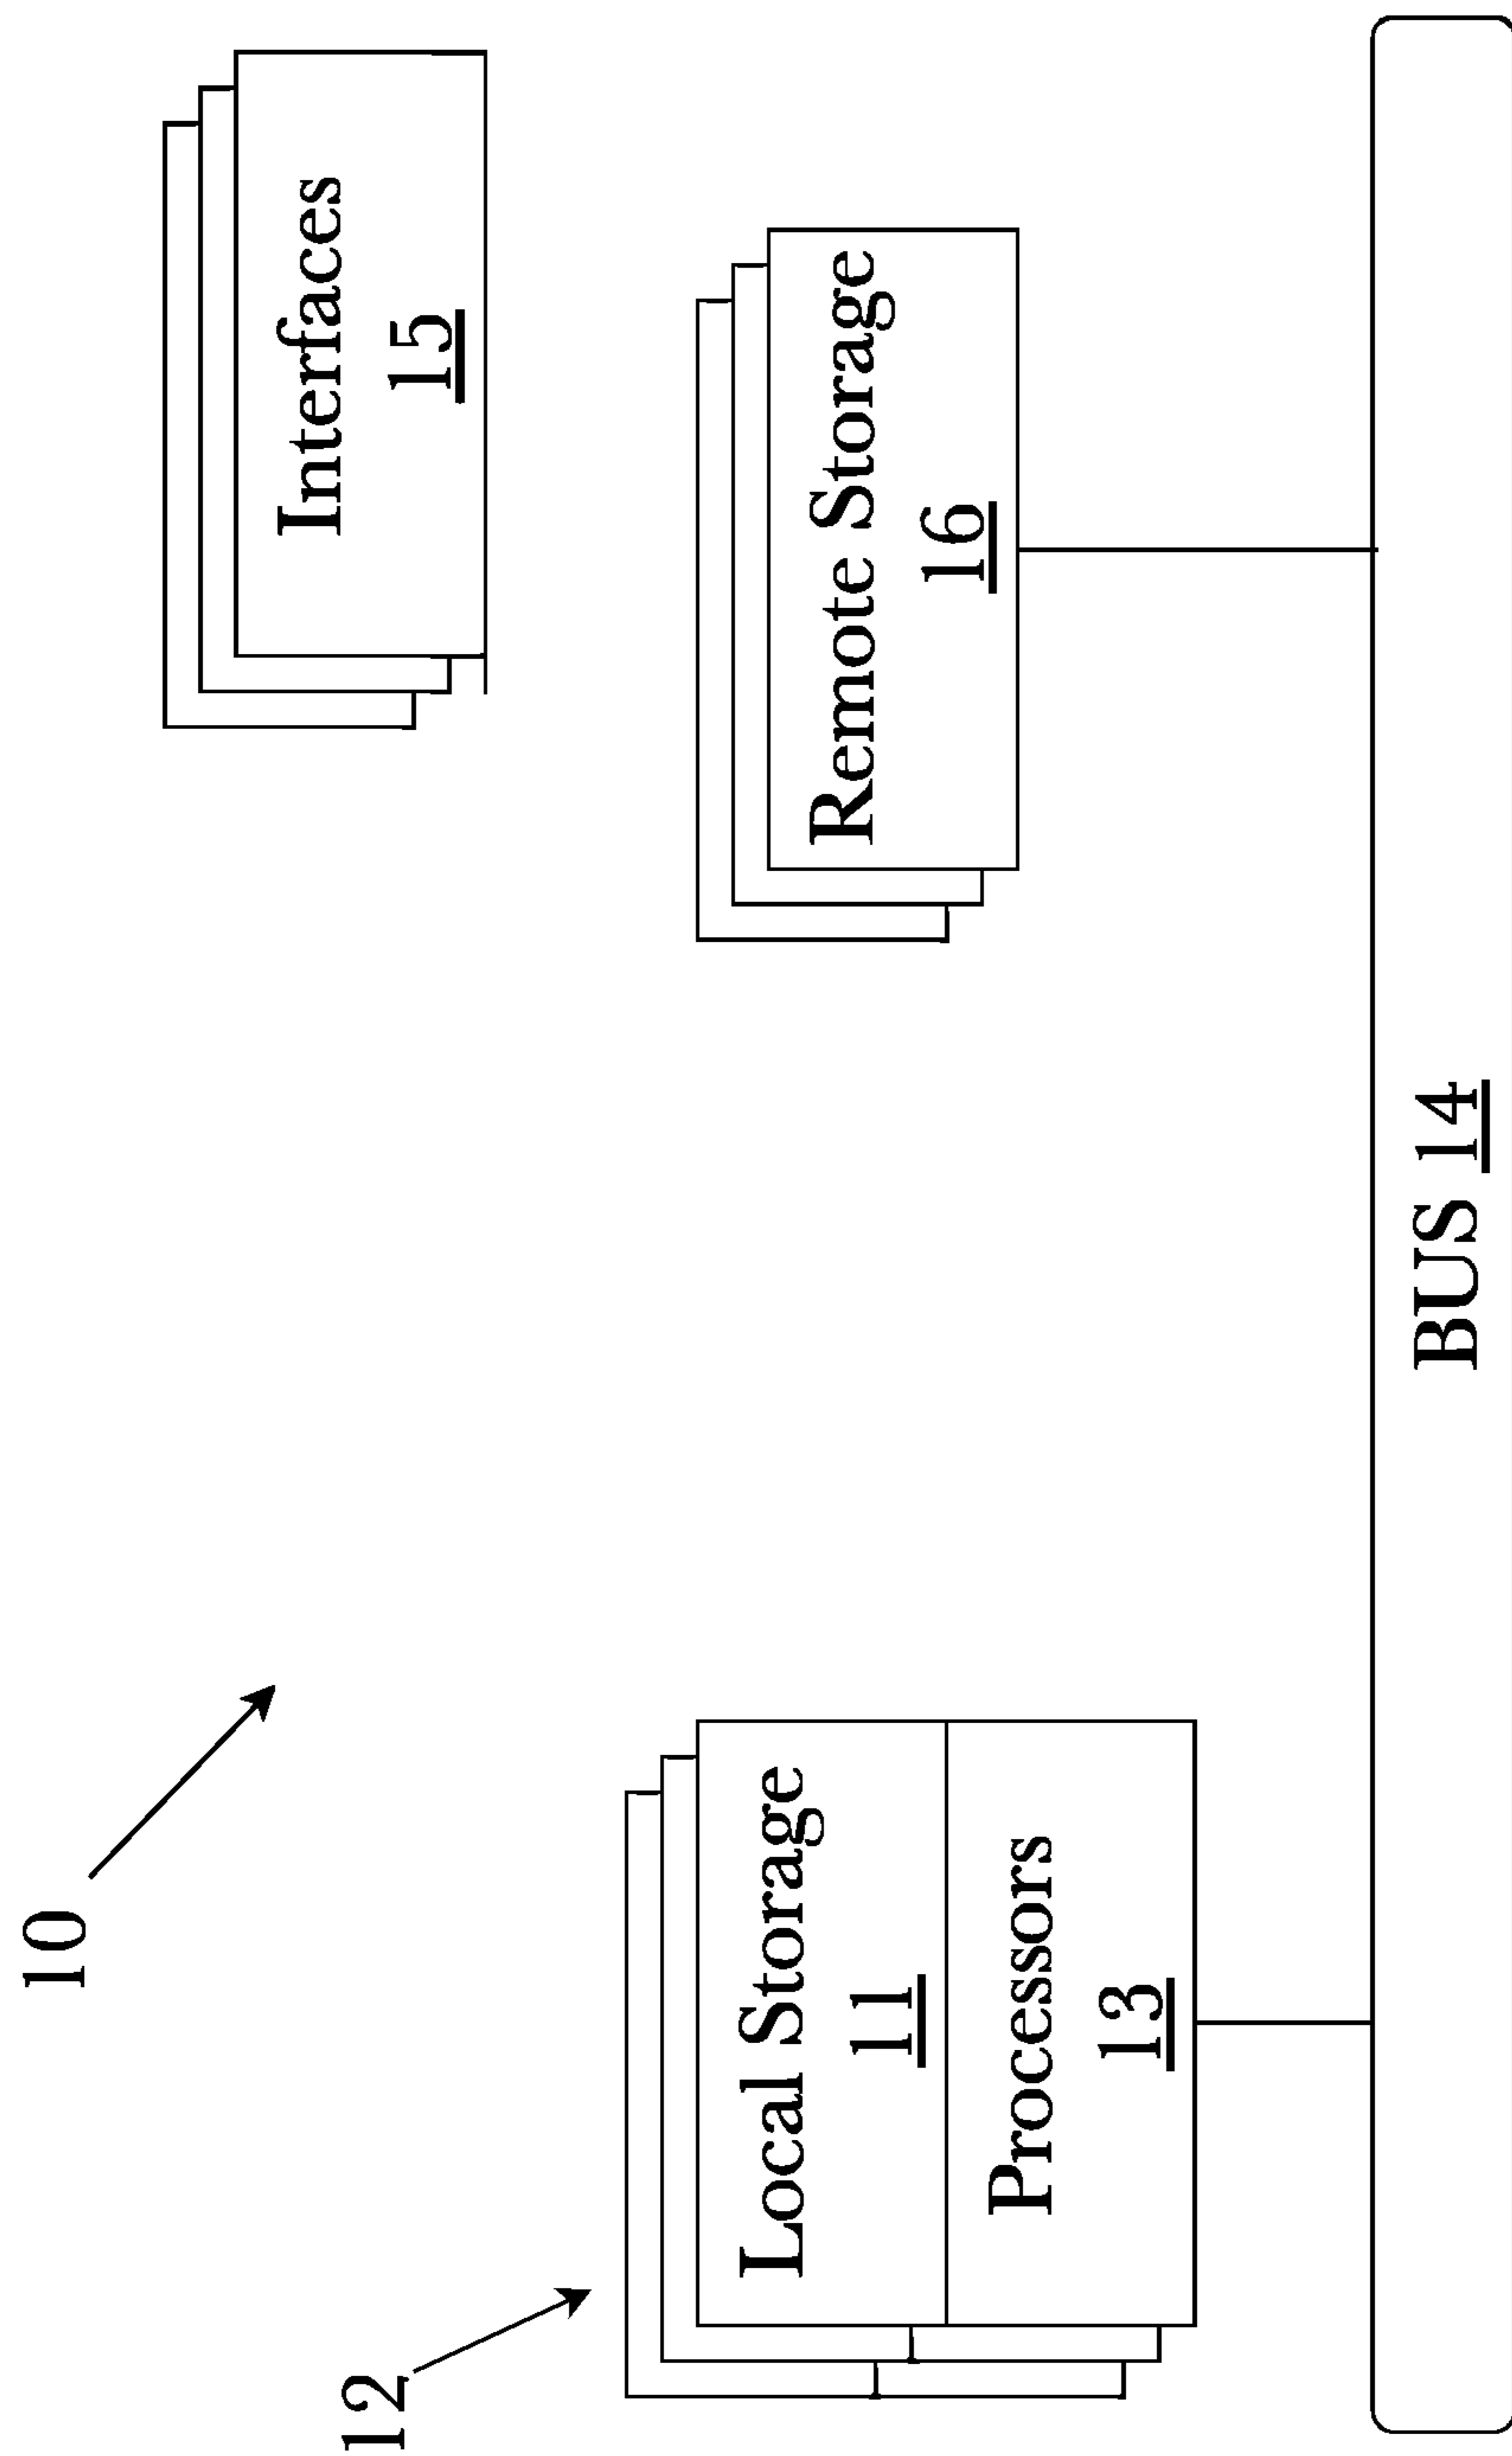 10
12
Interfaces
15
Local Storage
11
Processors
13
Remote Storage
16
BUS 14